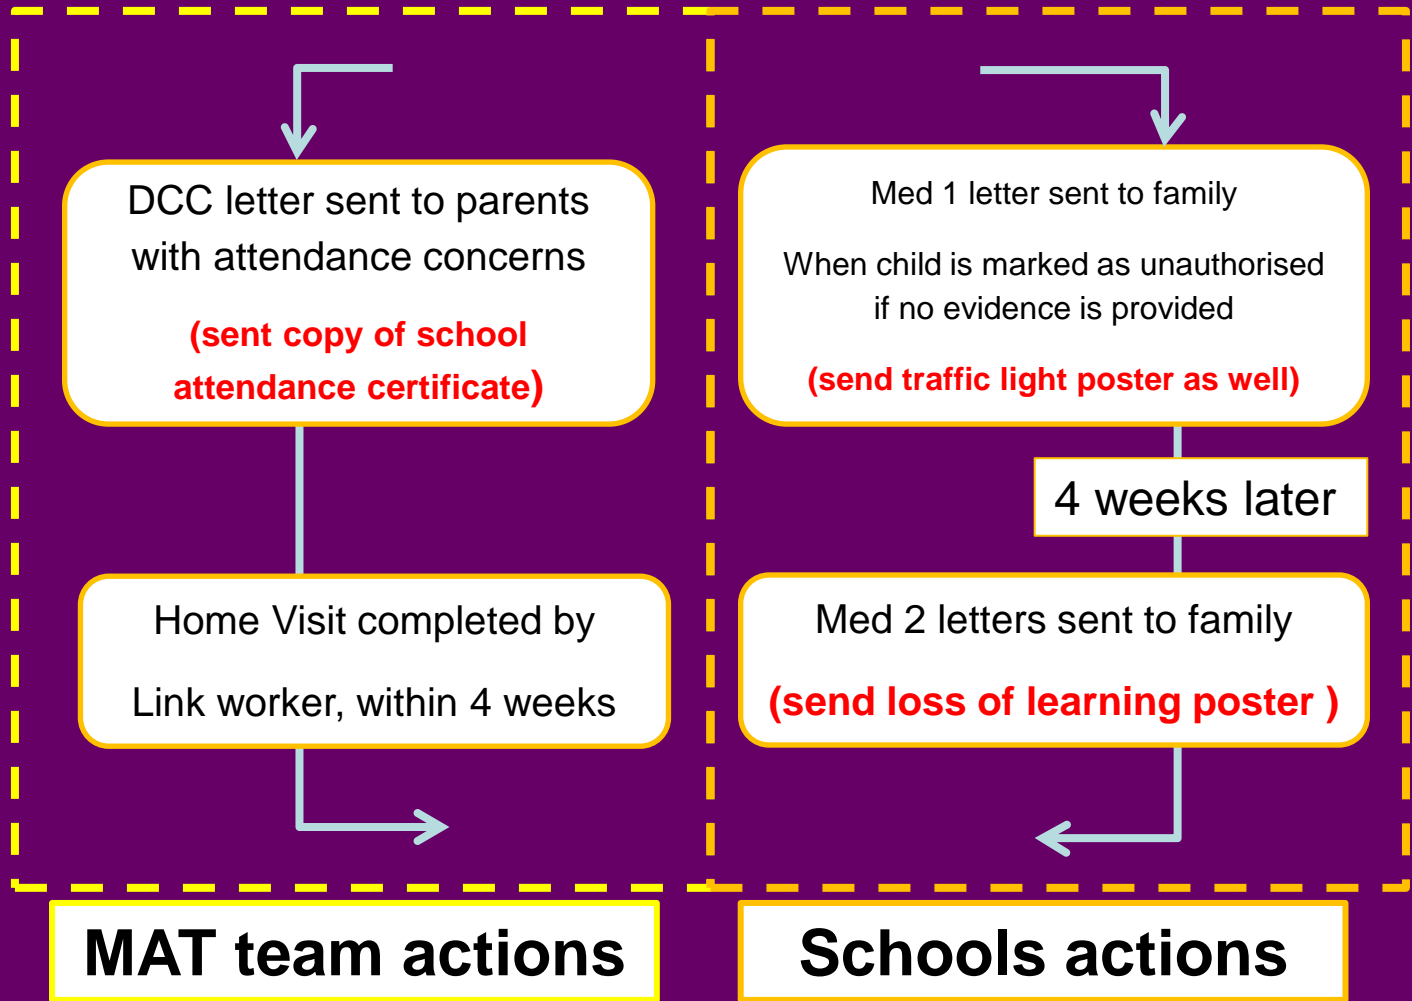 DCC letter sent to parents
with attendance concerns
(sent copy of school
attendance certificate)
Home Visit completed by
Link worker, within 4 weeks
MAT team actions
Med 1 letter sent to family
When child is marked as unauthorised
if no evidence is provided
(send traffic light poster as well)
4 weeks later
Med 2 letters sent to family
(send loss of learning poster )
Schools actions